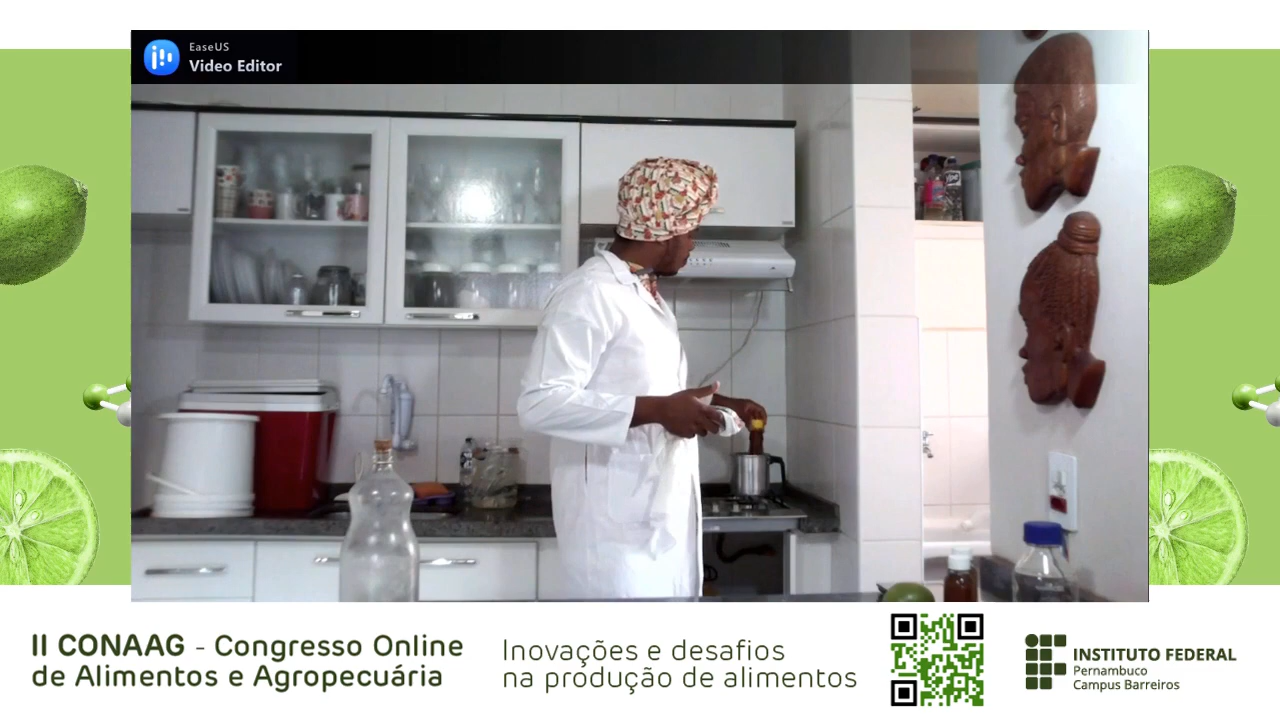 EaseUS
Video Editor
II CONAAG - Congresso Online
de Alimentos e Agropecuária
Inovações e desafios
na produção de alimentos
INSTITUTO FEDERAL
Pernambuco
Campus Barreiros